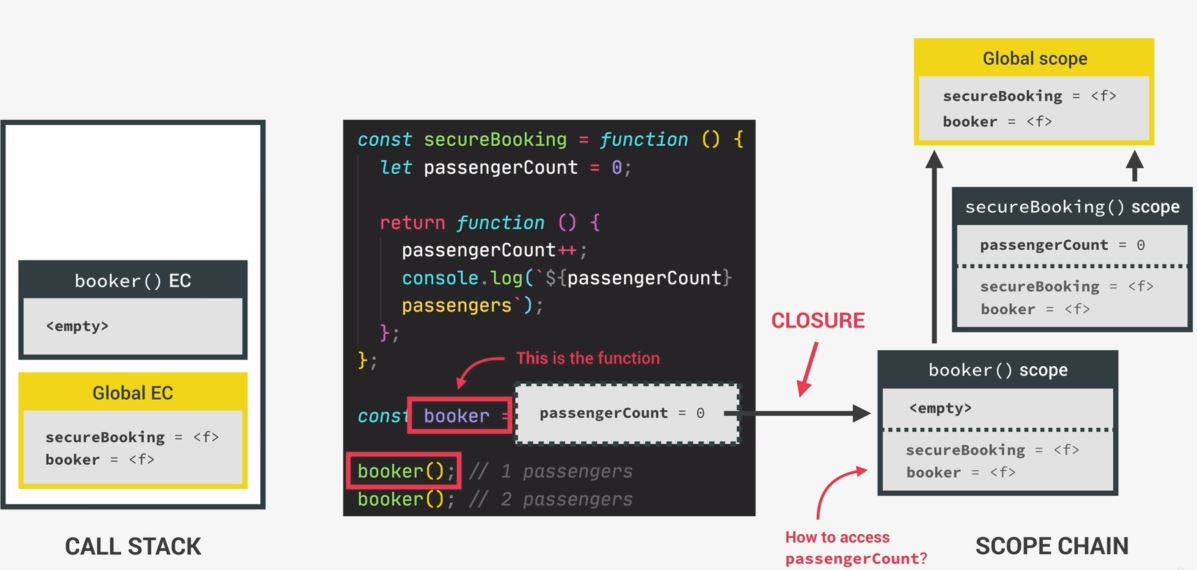 booker() EC
<empty>
Global EC
secureBooking = <f>
booker = <f>
CALL STACK
const secureBooking = function () {
let passengerCount = 0;
return function () {
passengerCount++;
console.log(`${passengerCount}
passengers`);
};
};
This is the function
const booker =
passengerCount = 0
booker(); // 1 passengers
booker(); // 2 passengers
CLOSURE
Global scope
secureBooking = <f>
booker = <f>
secureBooking() scope
passengerCount = 0
secureBooking = <f>
booker = <f>
booker() scope
<empty>
secureBooking = <f>
booker = <f>
How to access
passengerCount?
SCOPE CHAIN